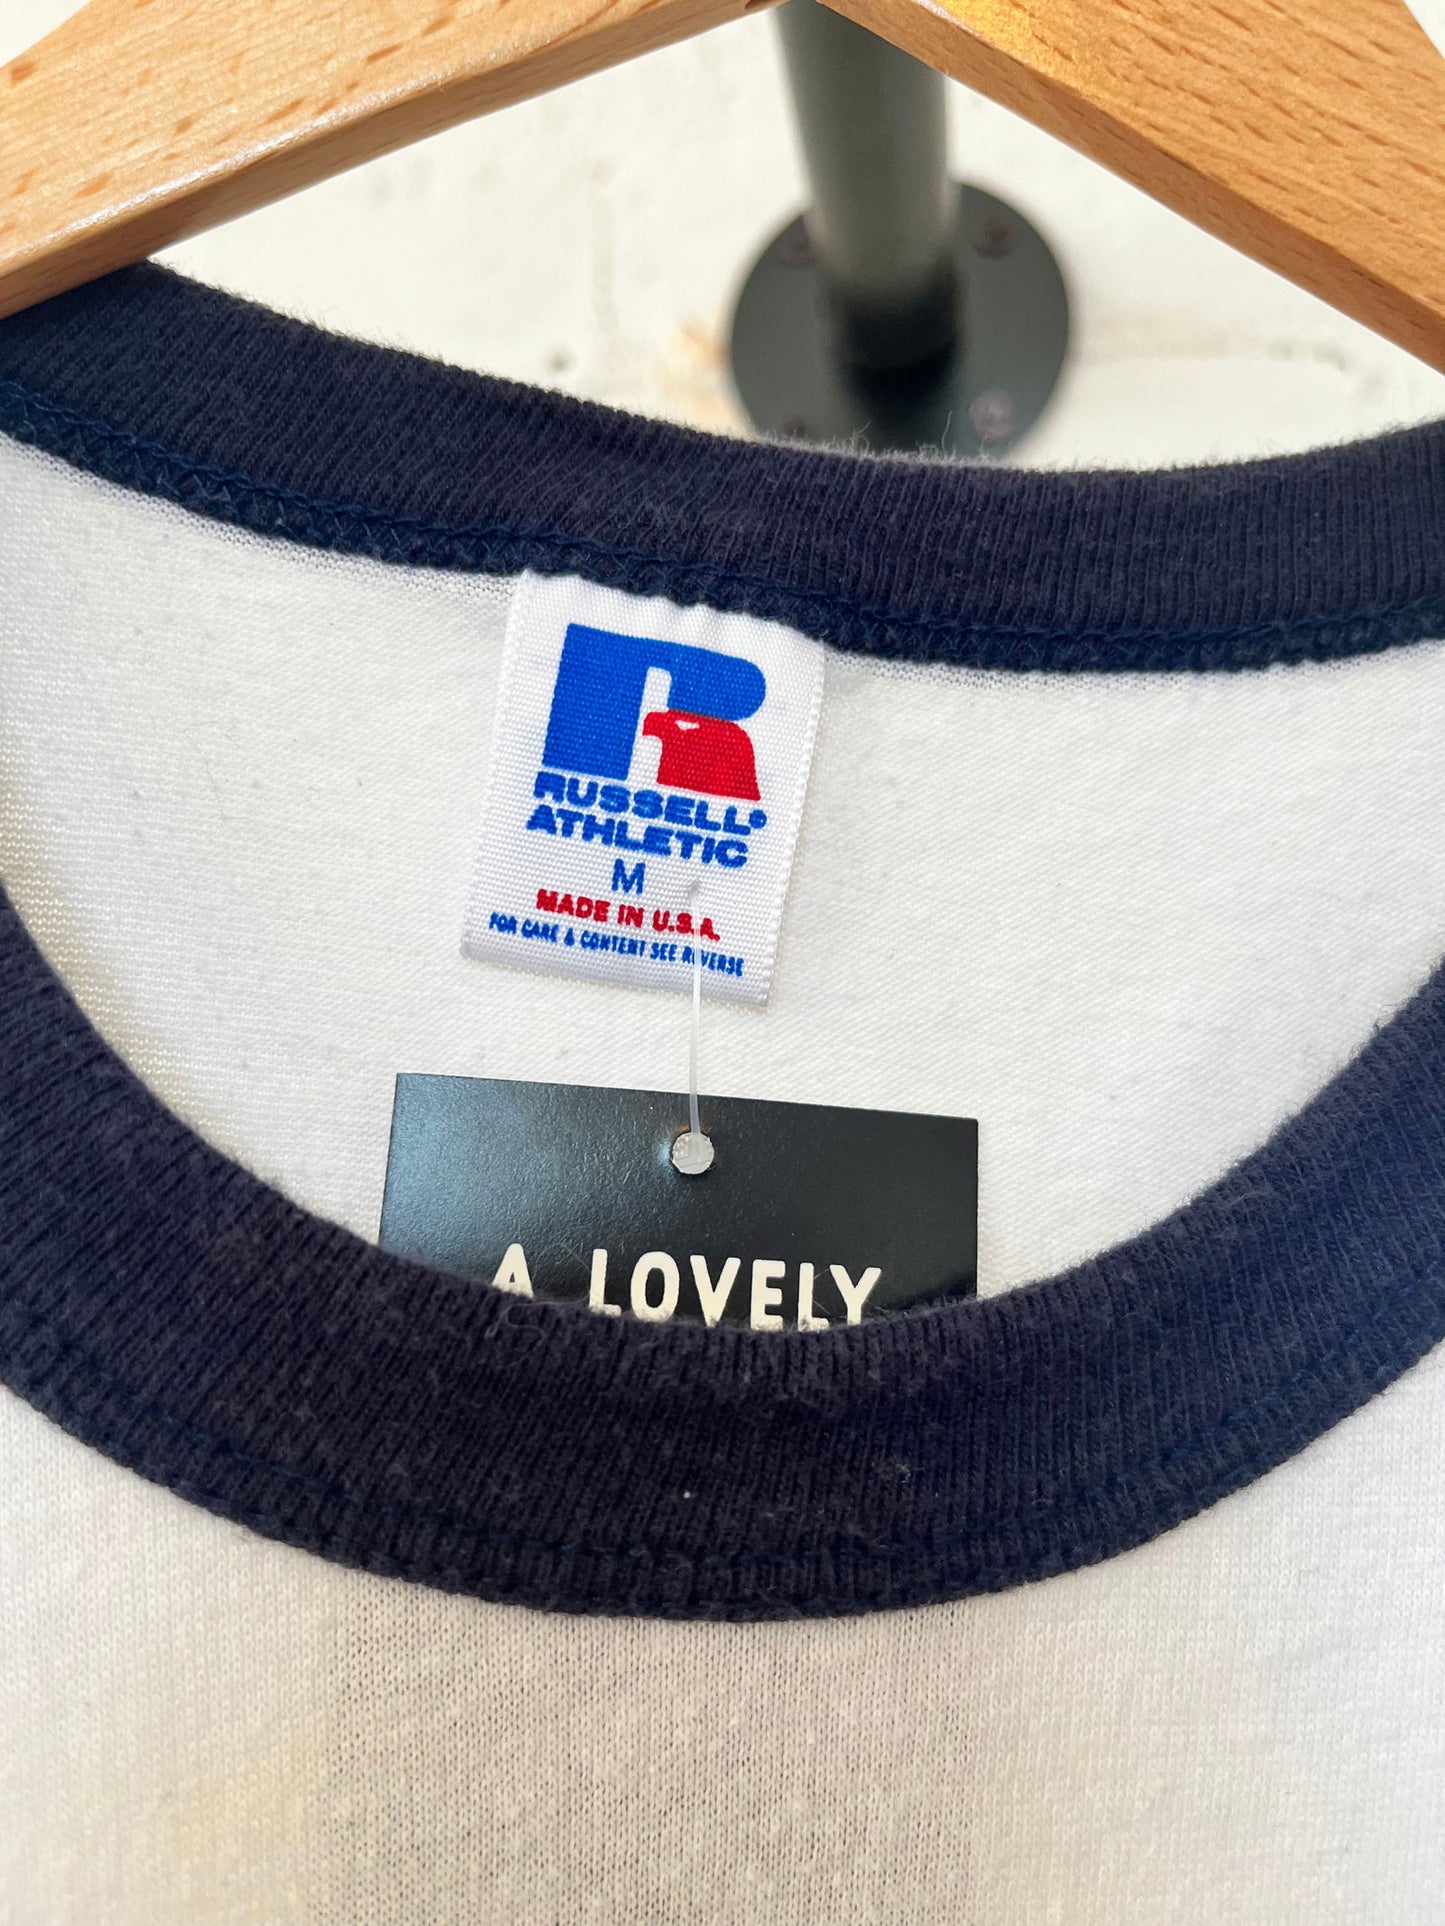 RUSSELL®
ATHLETIC
M
MADE IN U.S.A.
FOR CARE & CONTENT SEE REVERSE
A LOVELY